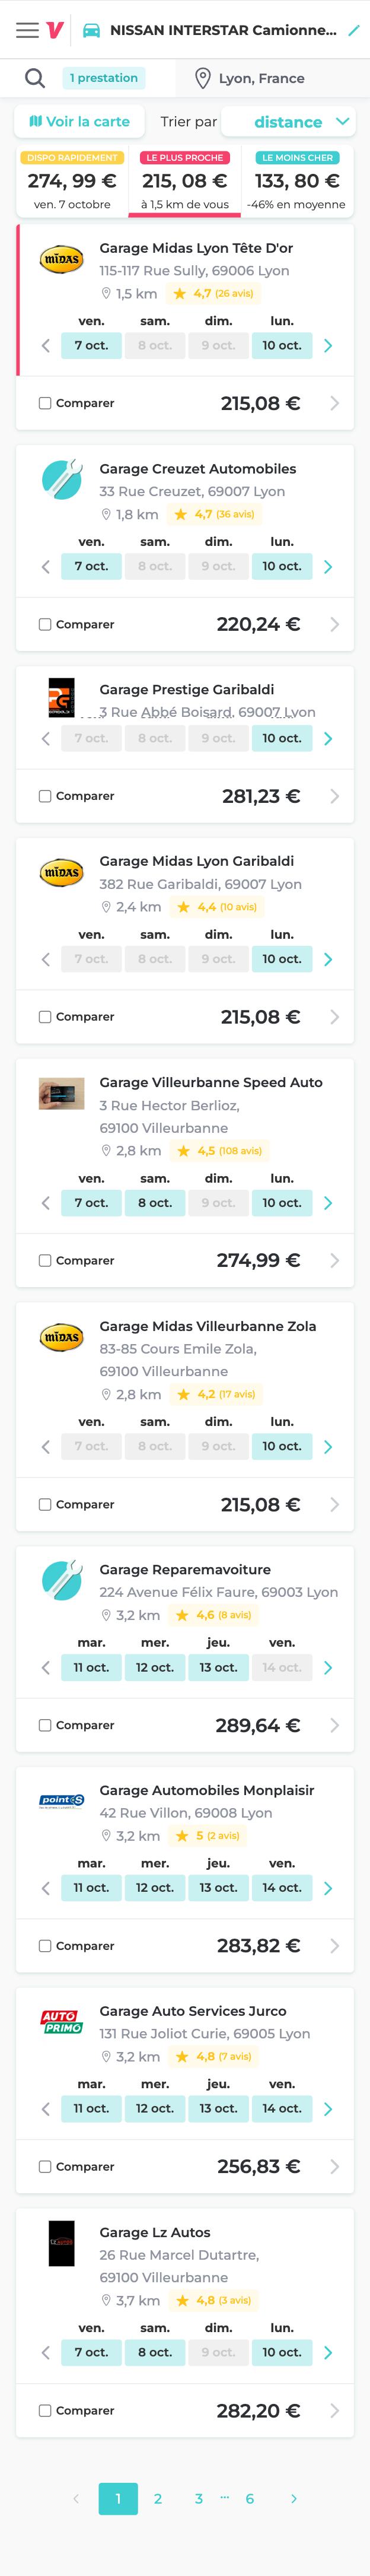 NISSAN INTERSTAR Camionne...
1 prestation
Lyon, France
Voir la carte
Trier par
distance
DISPO RAPIDEMENT
LE PLUS PROCHE
LE MOINS CHER
274, 99 €
215, 08 €
133, 80 €
ven. 7 octobre
à 1,5 km de vous
-46% en moyenne
MIDAS
Garage Midas Lyon Tête D'or
115-117 Rue Sully, 69006 Lyon
1,5 km 4,7 (26 avis)
ven. sam. dim. lun.
7 oct. 8 oct. 9 oct. 10 oct.
Comparer 215,08 €
Garage Creuzet Automobiles
33 Rue Creuzet, 69007 Lyon
1,8 km 4,7 (36 avis)
ven. sam. dim. lun.
7 oct. 8 oct. 9 oct. 10 oct.
Comparer 220,24 €
Garage Prestige Garibaldi
3 Rue Abbé Boisard, 69007 Lyon
7 oct. 8 oct. 9 oct. 10 oct.
Comparer 281,23 €
MIDAS
Garage Midas Lyon Garibaldi
382 Rue Garibaldi, 69007 Lyon
2,4 km 4,4 (10 avis)
ven. sam. dim. lun.
7 oct. 8 oct. 9 oct. 10 oct.
Comparer 215,08 €
Garage Villeurbanne Speed Auto
3 Rue Hector Berlioz,
69100 Villeurbanne
2,8 km 4,5 (108 avis)
ven. sam. dim. lun.
7 oct. 8 oct. 9 oct. 10 oct.
Comparer 274,99 €
MIDAS
Garage Midas Villeurbanne Zola
83-85 Cours Emile Zola,
69100 Villeurbanne
2,8 km 4,2 (17 avis)
ven. sam. dim. lun.
7 oct. 8 oct. 9 oct. 10 oct.
Comparer 215,08 €
Garage Reparemavoiture
224 Avenue Félix Faure, 69003 Lyon
3,2 km 4,6 (8 avis)
mar. mer. jeu. ven.
11 oct. 12 oct. 13 oct. 14 oct.
Comparer 289,64 €
point S
Garage Automobiles Monplaisir
42 Rue Villon, 69008 Lyon
3,2 km 5 (2 avis)
mar. mer. jeu. ven.
11 oct. 12 oct. 13 oct. 14 oct.
Comparer 283,82 €
AUTO
PRIMO
Garage Auto Services Jurco
131 Rue Joliot Curie, 69005 Lyon
3,2 km 4,8 (7 avis)
mar. mer. jeu. ven.
11 oct. 12 oct. 13 oct. 14 oct.
Comparer 256,83 €
Garage Lz Autos
26 Rue Marcel Dutartre,
69100 Villeurbanne
3,7 km 4,8 (3 avis)
ven. sam. dim. lun.
7 oct. 8 oct. 9 oct. 10 oct.
Comparer 282,20 €
1 2 3 ... 6